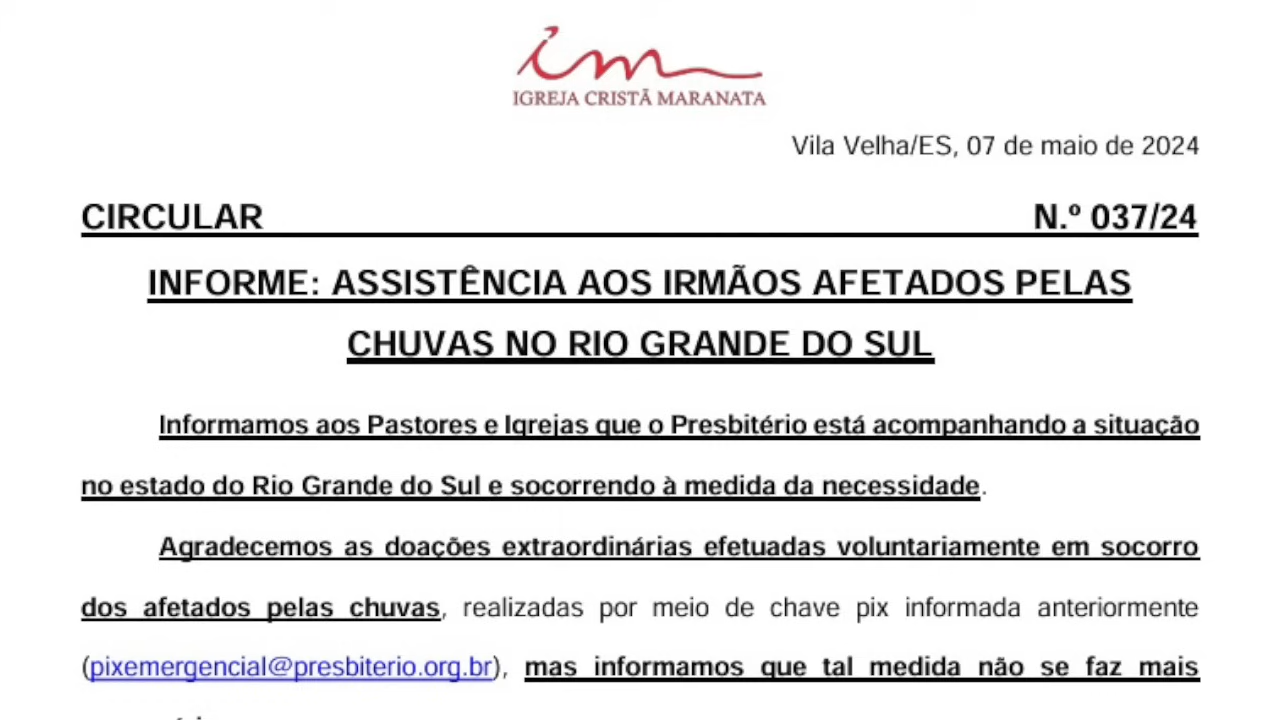 im
IGREJA CRISTÃ MARANATA
Vila Velha/ES, 07 de maio de 2024
CIRCULAR N.º 037/24
INFORME: ASSISTÊNCIA AOS IRMÃOS AFETADOS PELAS
CHUVAS NO RIO GRANDE DO SUL
Informamos aos Pastores e Igrejas que o Presbitério está acompanhando a situação
no estado do Rio Grande do Sul e socorrendo à medida da necessidade.
Agradecemos as doações extraordinárias efetuadas voluntariamente em socorro
dos afetados pelas chuvas, realizadas por meio de chave pix informada anteriormente
(pixemergencial@presbiterio.org.br), mas informamos que tal medida não se faz mais